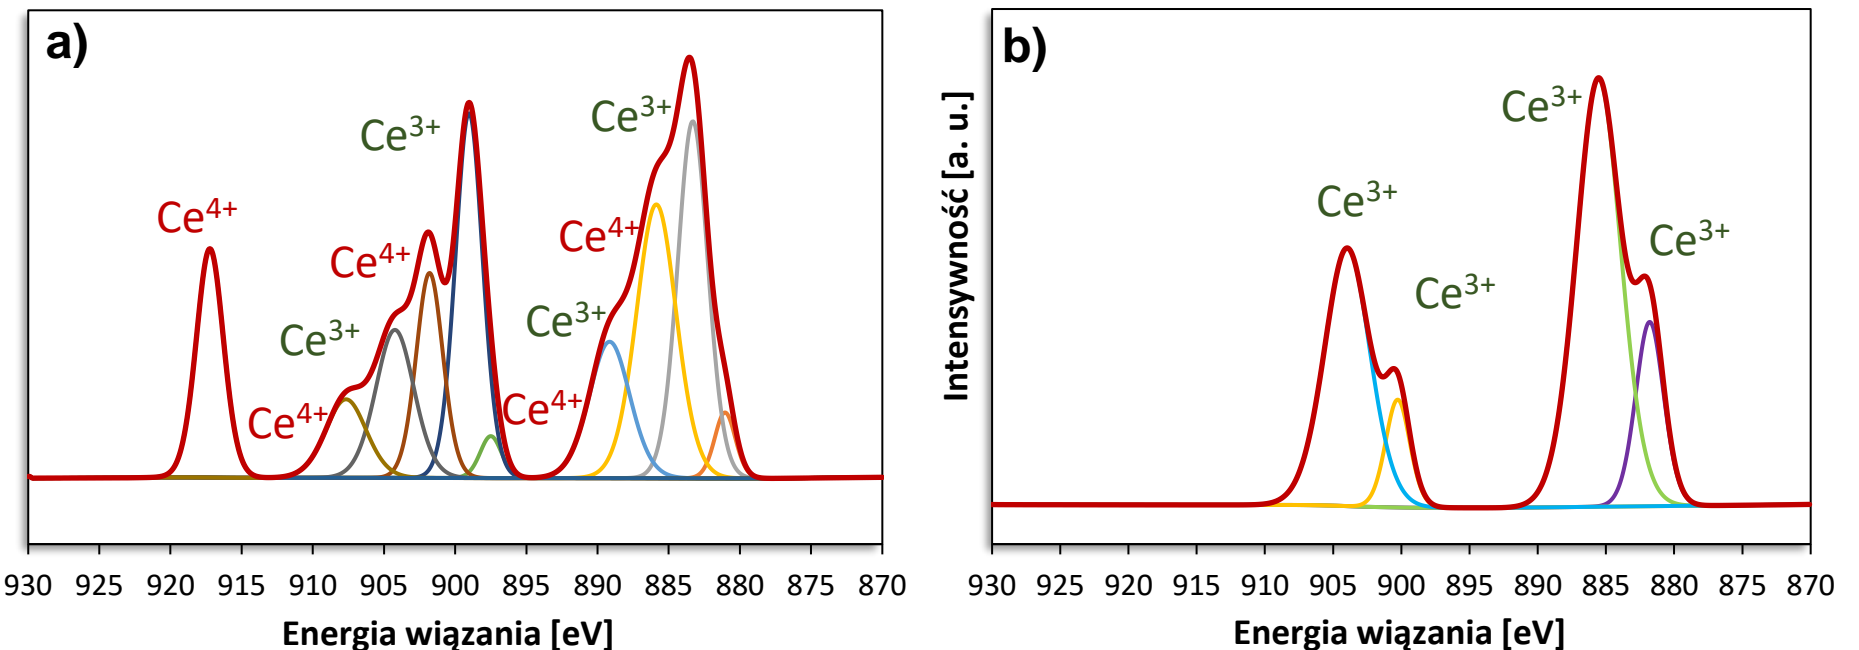 a)
Ce3+
Ce3+
Ce4+
Ce4+
Ce4+
Ce3+
Ce3+
Ce4+
Ce4+
930 925 920 915 910 905 900 895 890 885 880 875 870
Energia wiązania [eV]
b)
Intensywność [a. u.]
Ce3+
Ce3+
Ce3+
Ce3+
930 925 920 915 910 905 900 895 890 885 880 875 870
Energia wiązania [eV]